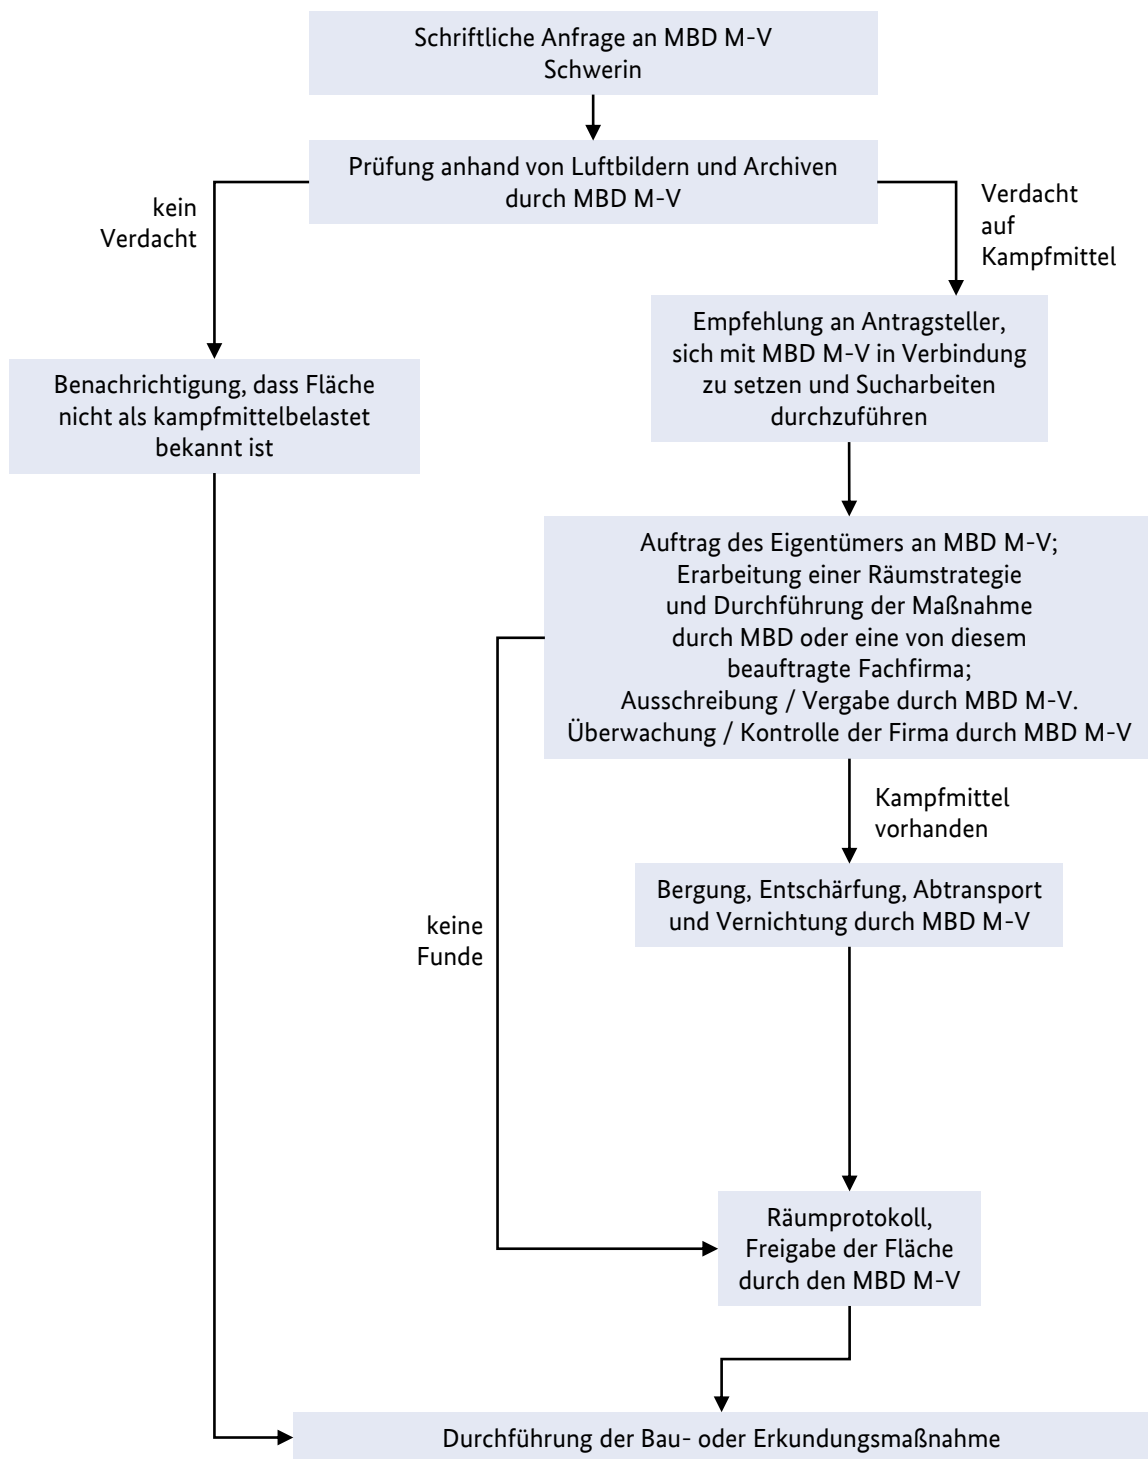 Schriftliche Anfrage an MBD M-V
Schwerin
Prüfung anhand von Luftbildern und Archiven
durch MBD M-V
kein
Verdacht
Verdacht
auf
Kampfmittel
Empfehlung an Antragsteller,
sich mit MBD M-V in Verbindung
zu setzen und Sucharbeiten
durchzuführen
Benachrichtigung, dass Fläche
nicht als kampfmittelbelastet
bekannt ist
Auftrag des Eigentümers an MBD M-V;
Erarbeitung einer Räumstrategie
und Durchführung der Maßnahme
durch MBD oder eine von diesem
beauftragte Fachfirma;
Ausschreibung / Vergabe durch MBD M-V.
Überwachung / Kontrolle der Firma durch MBD M-V
Kampfmittel
vorhanden
Bergung, Entschärfung, Abtransport
und Vernichtung durch MBD M-V
keine
Funde
Räumprotokoll,
Freigabe der Fläche
durch den MBD M-V
Durchführung der Bau- oder Erkundungsmaßnahme